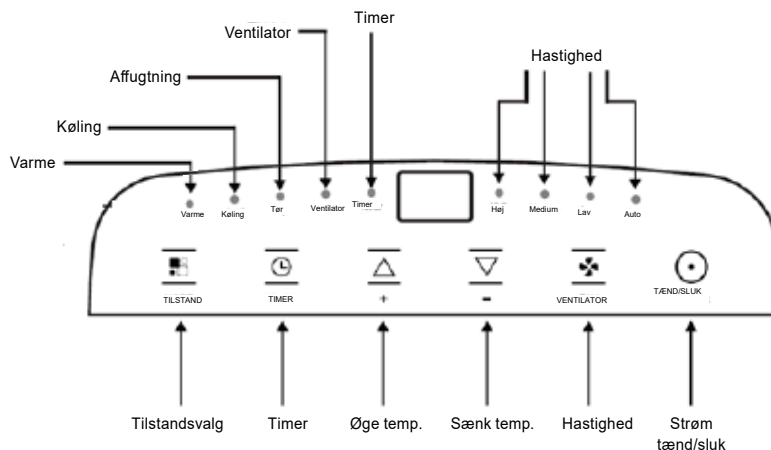 Timer
Ventilator
Hastighed
Affugtning
Køling
Varme
Varme Køling Tør Ventilator Timer Høj Medium Lav Auto
TILSTAND TIMER + - VENTILATOR TÆND/SLUK
Tilstandsvalg Timer Øge temp. Sænk temp. Hastighed Strøm
tænd/sluk